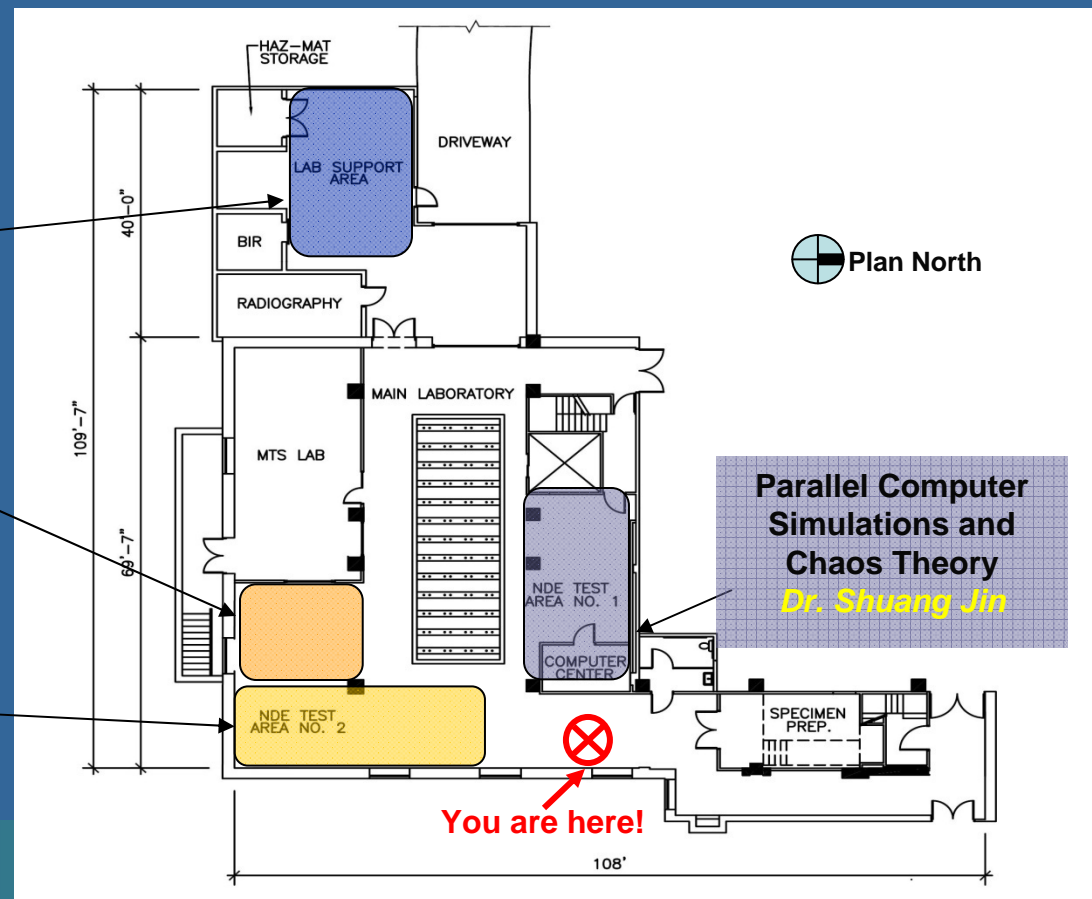 HAZ-MAT
STORAGE
DRIVEWAY
LAB SUPPORT
AREA
40'-0"
BIR
Plan North
RADIOGRAPHY
109'-7"
MAIN LABORATORY
MTS LAB
69'-7"
Parallel Computer
Simulations and
Chaos Theory
Dr. Shuang Jin
NDE TEST
AREA NO. 1
COMPUTER
CENTER
NDE TEST
AREA NO. 2
SPECIMEN
PREP.
You are here!
108'